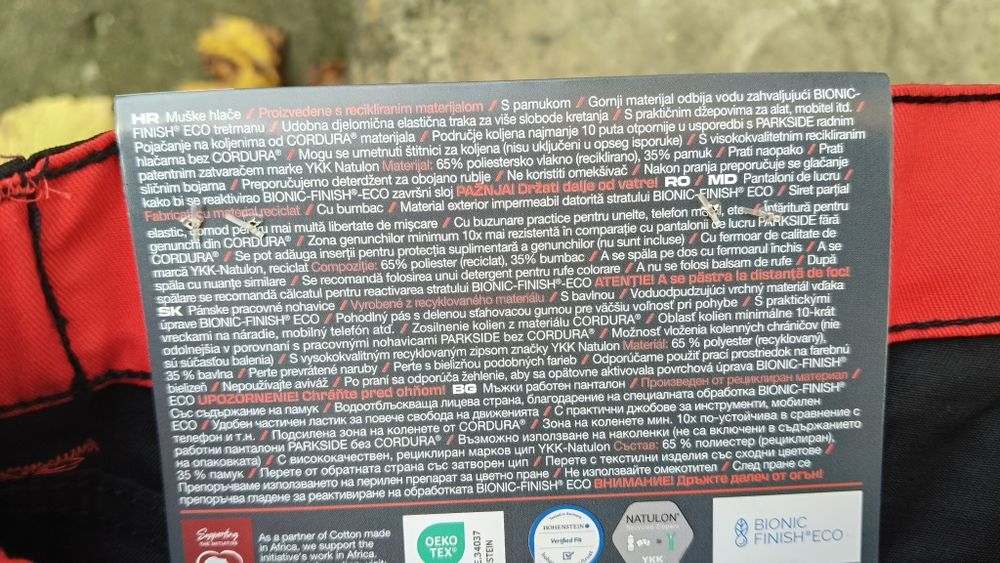 HR Muške hlače / Proizvedene s recikliranim materijalom / S pamukom / Gornji materijal odbija vodu zahvaljujući BIONIC-
FINISH® ECO tretmanu / Udobna djelomična elastična traka za više slobode kretanja / S praktičnim džepovima za alat, mobitel itd. /
Pojačanje na koljenima od CORDURA® materijala / Područje koljena najmanje 10 puta otpornije u usporedbi s PARKSIDE radnim
hlačama bez CORDURA® / Mogu se umetnuti štitnici za koljena (nisu uključeni u opseg isporuke) / S visokokvalitetnim recikliranim
patentnim zatvaračem marke YKK Natulon Materijal: 65% poliestersko vlakno (reciklirano), 35% pamuk / Prati naopako / Prati
sličnim bojama / Preporučujemo deterdžent za obojano rublje / Ne koristiti omekšivač / Nakon pranja preporučuje se glačanje
kako bi se reaktivirao BIONIC-FINISH®-ECO završni sloj PAŽNJA! Držati dalje od vatre! RO / MD Pantaloni de lucru /
Fabricați cu material reciclat / Cu bumbac / Material exterior impermeabil datorită stratului BIONIC-FINISH® ECO / Siret parțial
elastic, comod pentru mai multă libertate de mișcare / Cu buzunare practice pentru unelte, telefon mobil, etc / Întăritură pentru
genunchi din CORDURA® / Zona genunchilor minimum 10x mai rezistentă în comparație cu pantalonii de lucru PARKSIDE fără
CORDURA® / Se pot adăuga inserții pentru protecția suplimentară a genunchilor (nu sunt incluse) / Cu fermoar de calitate de
marcă YKK-Natulon, reciclat Compoziție: 65% poliester (reciclat), 35% bumbac / A se spăla pe dos cu fermoarul închis / A se
spăla cu nuanțe similare / Se recomandă folosirea unui detergent pentru rufe colorare / A nu se folosi balsam de rufe / După
spălare se recomandă călcatul pentru reactivarea stratului BIONIC-FINISH®-ECO ATENȚIE! A se păstra la distanță de foc!
SK Pánske pracovné nohavice / Vyrobené z recyklovaného materiálu / S bavlnou / Voduodpudzujúci vrchný materiál vďaka
úprave BIONIC-FINISH® ECO / Pohodlný pás s delenou sťahovacou gumou pre väčšiu voľnosť pri pohybe / S praktickými
vreckami na náradie, mobilný telefón atď. / Zosilnenie kolien z materiálu CORDURA® / Oblasť kolien minimálne 10-krát
odolnejšia v porovnaní s pracovnými nohavicami PARKSIDE bez CORDURA® / Možnosť vloženia kolenných chráničov (nie
sú súčasťou balenia) / S vysokokvalitným recyklovaným zipsom značky YKK-Natulon Materiál: 65 % polyester (recyklovaný),
35 % bavlna / Perte prevrátené naruby / Perte s bielizňou podobných farieb / Odporúčame použiť prací prostriedok na farebnú
bielizeň / Nepoužívajte aviváž / Po praní sa odporúča žehlenie, aby sa opätovne aktivovala povrchová úprava BIONIC-FINISH®
ECO UPOZORNENIE! Chráňte pred ohňom! BG Мъжки работен панталон / Произведен от рециклиран материал /
Със съдържание на памук / Водоотблъскваща лицева страна, благодарение на специалната обработка BIONIC-FINISH®
ECO / Удобен частичен ластик за повече свобода на движенията / С практични джобове за инструменти, мобилен
телефон и т.н. / Подсилена зона на коленете от CORDURA® / Зона на коленете мин. 10x по-устойчива в сравнение с
работни панталони PARKSIDE без CORDURA® / Възможно използване на наколенки (не са включени в съдържанието
на опаковката) / С висококачествен, рециклиран марков цип YKK-Natulon Състав: 65 % полиестер (рециклиран),
35 % памук / Перете от обратната страна със затворен цип / Перете с текстилни изделия със сходни цветове /
Препоръчваме използването на перилен препарат за цветно пране / Не използвайте омекотител / След пране се
препоръчва гладене за реактивиране на обработката BIONIC-FINISH® ECO ВНИМАНИЕ! Дръжте далеч от огън!
Supporting
THE INITIATIVE
As a partner of Cotton made
in Africa, we support the
initiative's work in Africa.
OEKO
TEX®
HOHENSTEIN
Verified Fit
NATULON®
Recycled Zippers
YKK
BIONIC
FINISH®ECO